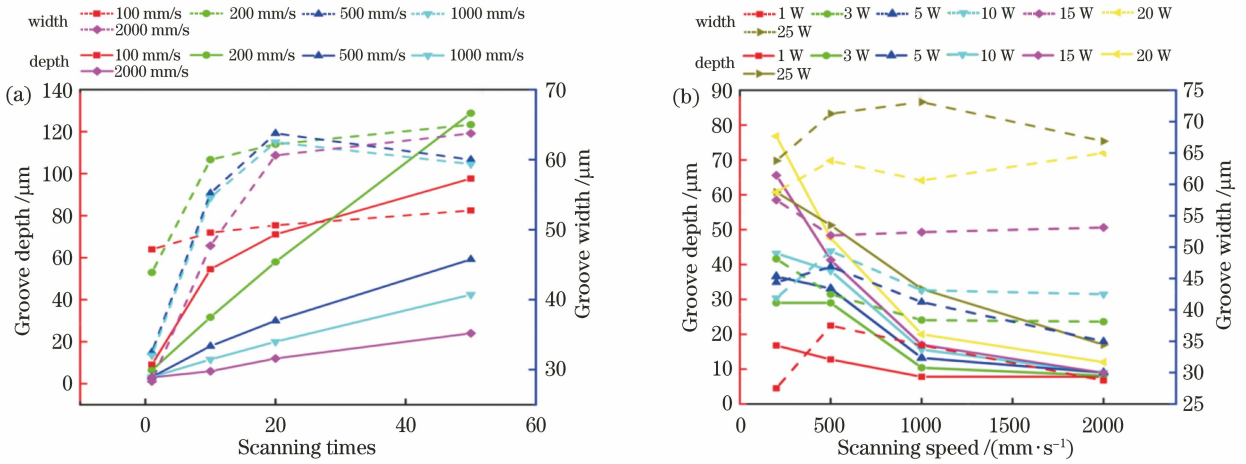 width 100 mm/s 200 mm/s 500 mm/s 1000 mm/s
2000 mm/s
depth 100 mm/s 200 mm/s 500 mm/s 1000 mm/s
2000 mm/s
(a)
140
120
100
80
60
40
20
0
Groove depth /μm
70
60
50
40
30
Groove width /μm
0 20 40 60
Scanning times
width 1 W 3 W 5 W 10 W 15 W 20 W
25 W
depth 1 W 3 W 5 W 10 W 15 W 20 W
25 W
(b)
90
80
70
60
50
40
30
20
10
0
Groove depth /μm
75
70
65
60
55
50
45
40
35
30
25
Groove width /μm
0 500 1000 1500 2000
Scanning speed /(mm·s⁻¹)